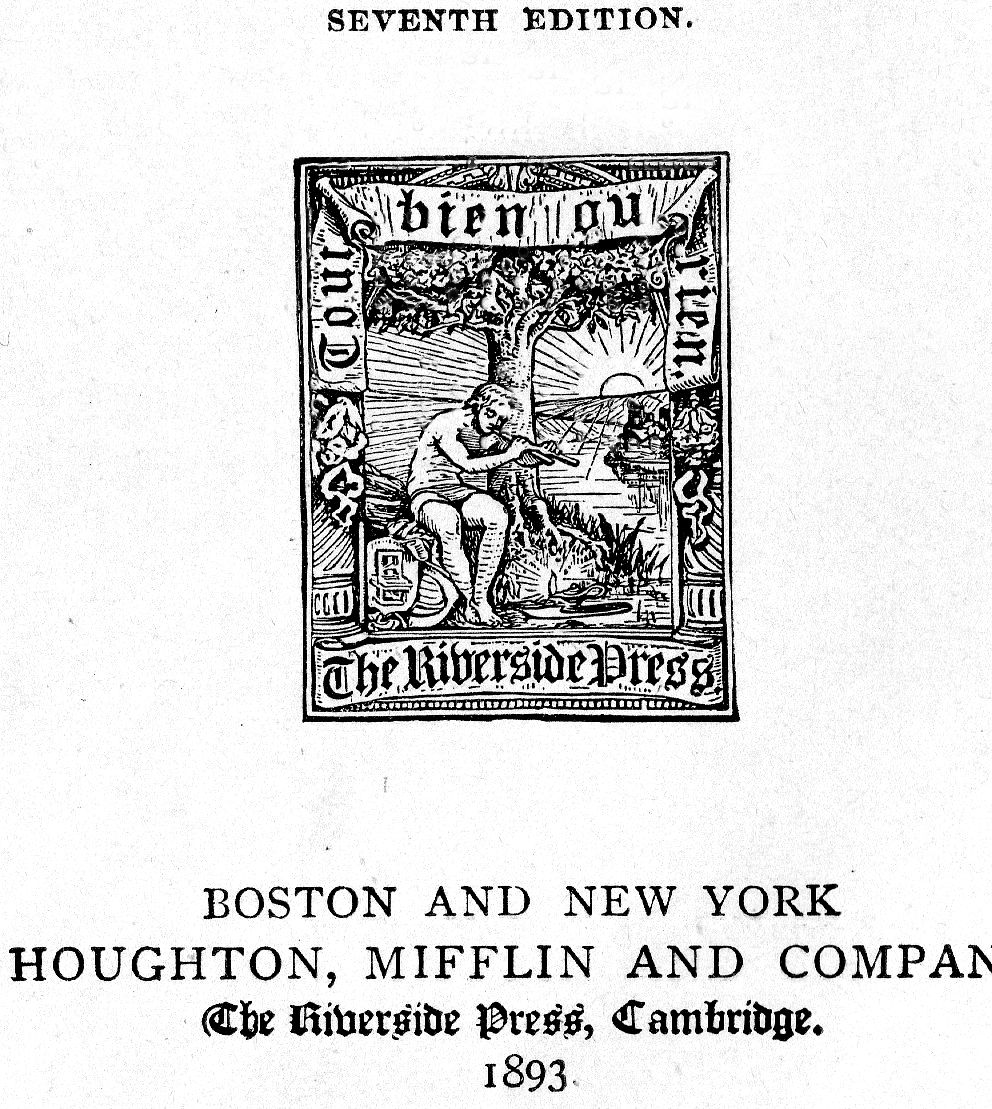 SEVENTH EDITION.
Tout bien ou rien.
The Riverside Press
BOSTON AND NEW YORK
HOUGHTON, MIFFLIN AND COMPAN
The Riverside Press, Cambridge.
1893